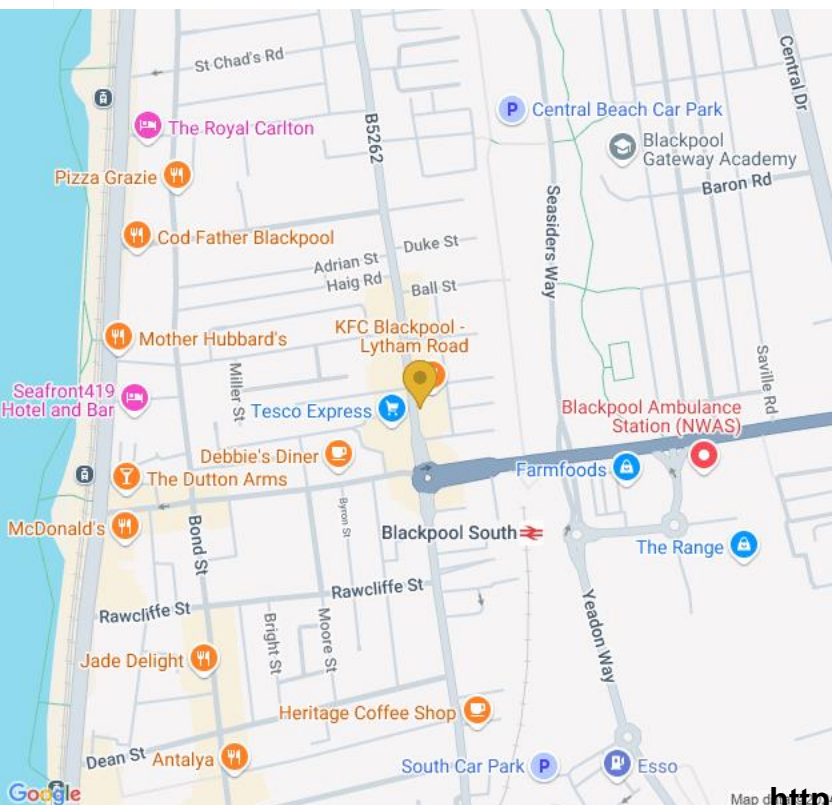 St Chad's Rd
Central Dr
B5262
P Central Beach Car Park
The Royal Carlton
Blackpool
Gateway Academy
Pizza Grazie
Baron Rd
Seasiders Way
Cod Father Blackpool
Duke St
Adrian St
Haig Rd
Ball St
KFC Blackpool -
Lytham Road
Mother Hubbard's
Miller St
Saville Rd
Seafront419
Hotel and Bar
Tesco Express
Blackpool Ambulance
Station (NWAS)
Debbie's Diner
Farmfoods
The Dutton Arms
McDonald's
Byron St
Bond St
Blackpool South
The Range
Rawcliffe St
Rawcliffe St
Yeadon Way
Bright St
Moore St
Jade Delight
Heritage Coffee Shop
Dean St
Antalya
South Car Park P
Esso
Google
Map
http